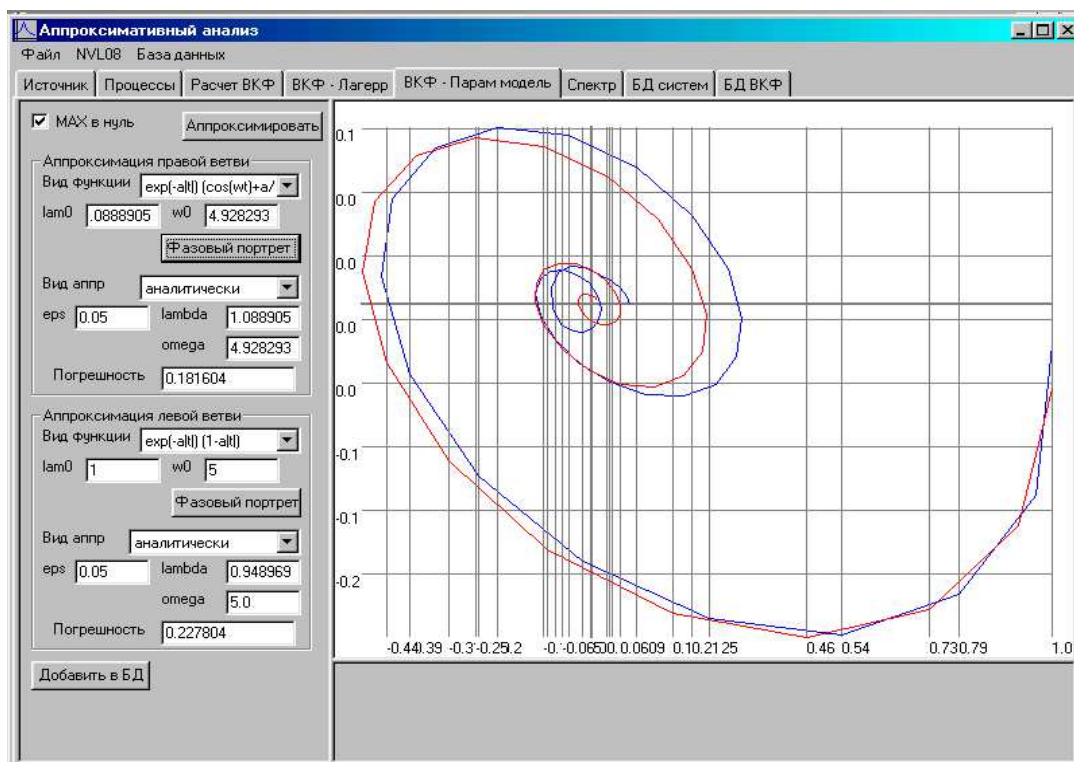 Аппроксимативный анализ
Файл NVL08 База данных
Источник Процессы Расчет ВКФ ВКФ - Лагерр ВКФ - Парам модель Спектр БД систем БД ВКФ
MAX в нуль Аппроксимировать
Аппроксимация правой ветви
Вид функции exp(-a|t|) (cos(wt)+a/
lam0 .0888905 w0 4.928293
Фазовый портрет
Вид аппр аналитически
eps 0.05 lambda 1.088905
omega 4.928293
Погрешность 0.181604
Аппроксимация левой ветви
Вид функции exp(-a|t|) (1-a|t|)
lam0 1 w0 5
Фазовый портрет
Вид аппр аналитически
eps 0.05 lambda 0.948969
omega 5.0
Погрешность 0.227804
Добавить в БД
0.1
0.0
0.0
0.0
0.0
-0.1
-0.1
-0.2
0.46 0.54 0.73 0.79 1.0